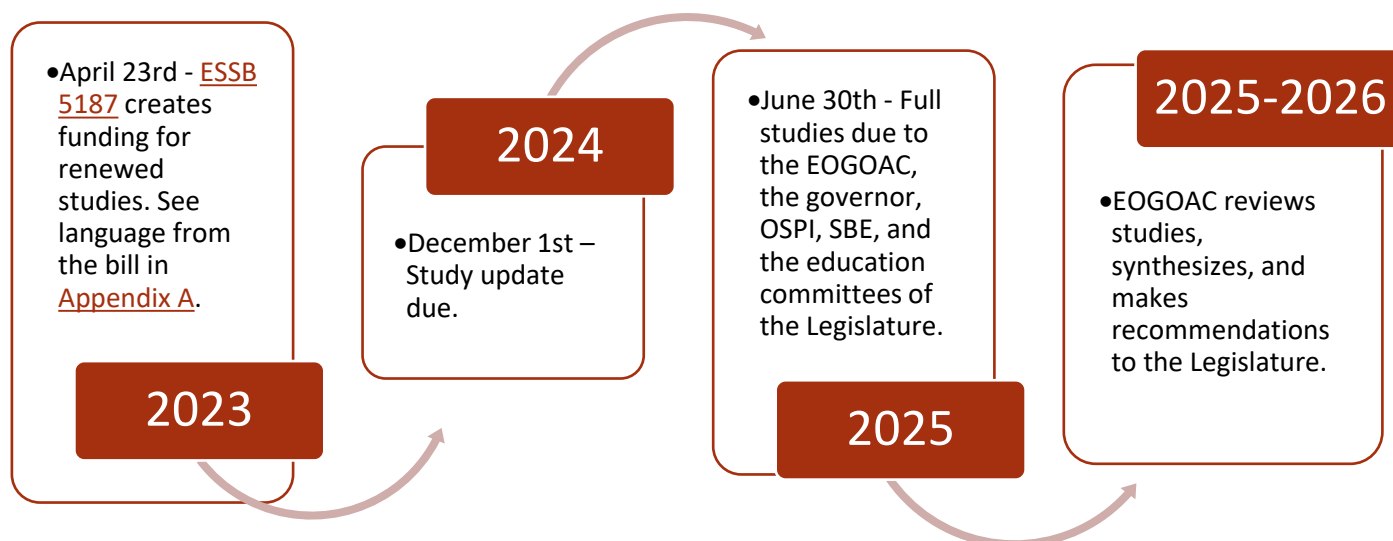 •April 23rd - ESSB
5187 creates
funding for
renewed
studies. See
language from
the bill in
Appendix A.
2023
2024
•December 1st –
Study update
due.
•June 30th - Full
studies due to
the EOGOAC,
the governor,
OSPI, SBE, and
the education
committees of
the Legislature.
2025
2025-2026
•EOGOAC reviews
studies,
synthesizes, and
makes
recommendations
to the Legislature.